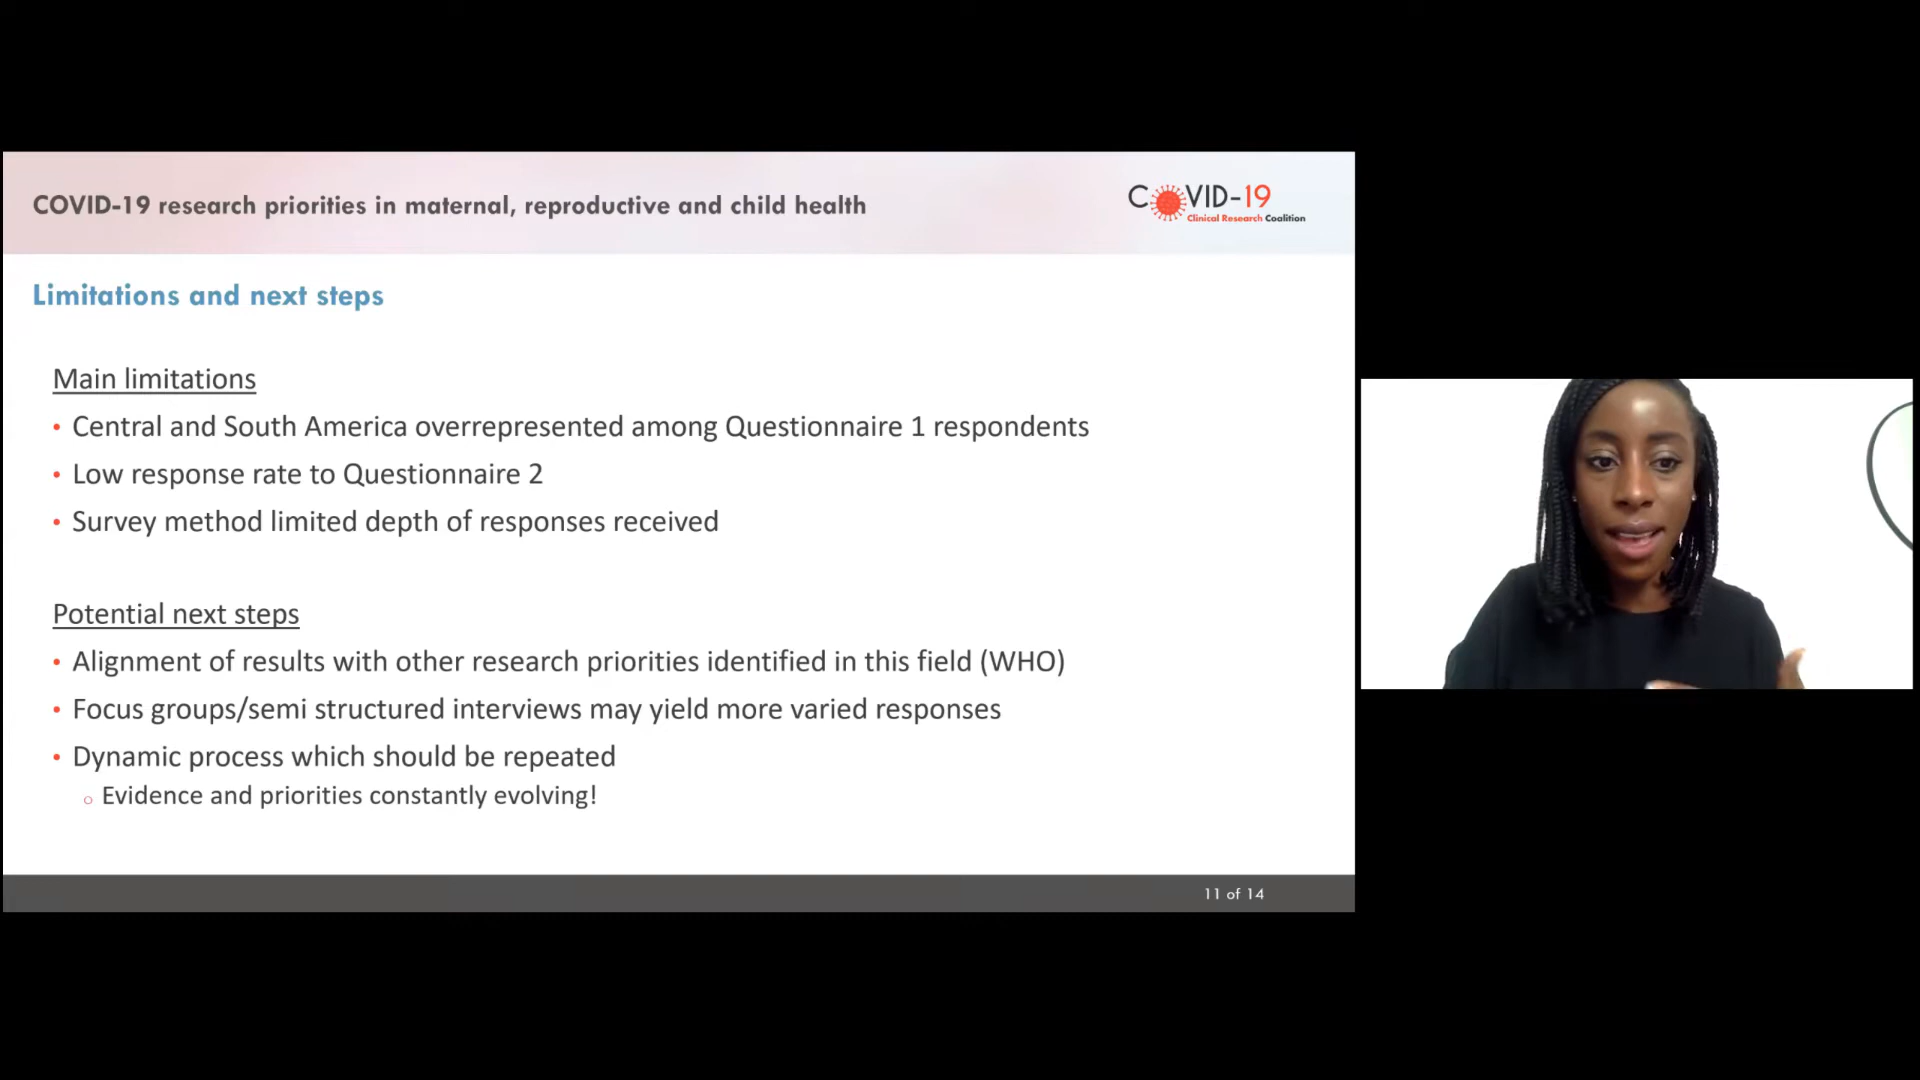 COVID-19 research priorities in maternal, reproductive and child health
COVID-19
Clinical Research Coalition
Limitations and next steps
Main limitations
• Central and South America overrepresented among Questionnaire 1 respondents
• Low response rate to Questionnaire 2
• Survey method limited depth of responses received
Potential next steps
• Alignment of results with other research priorities identified in this field (WHO)
• Focus groups/semi structured interviews may yield more varied responses
• Dynamic process which should be repeated
○ Evidence and priorities constantly evolving!
11 of 14